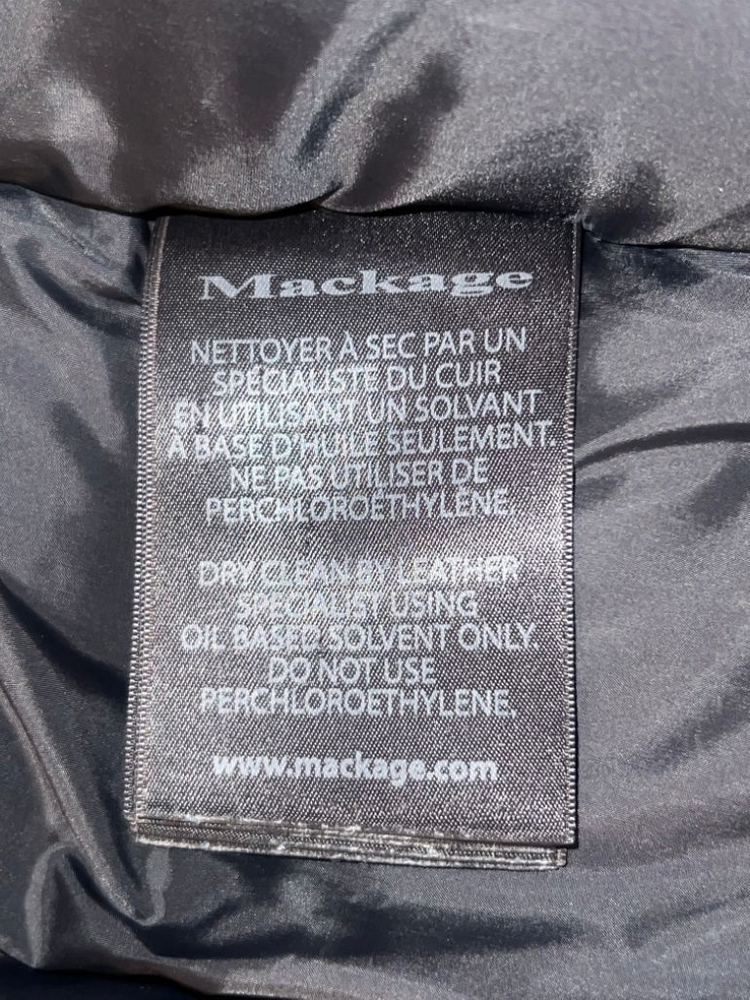 Mackage
NETTOYER À SEC PAR UN
SPÉCIALISTE DU CUIR
EN UTILISANT UN SOLVANT
À BASE D'HUILE SEULEMENT.
NE PAS UTILISER DE
PERCHLOROETHYLENE.
DRY CLEAN BY LEATHER
SPECIALIST USING
OIL BASED SOLVENT ONLY.
DO NOT USE
PERCHLOROETHYLENE.
www.mackage.com